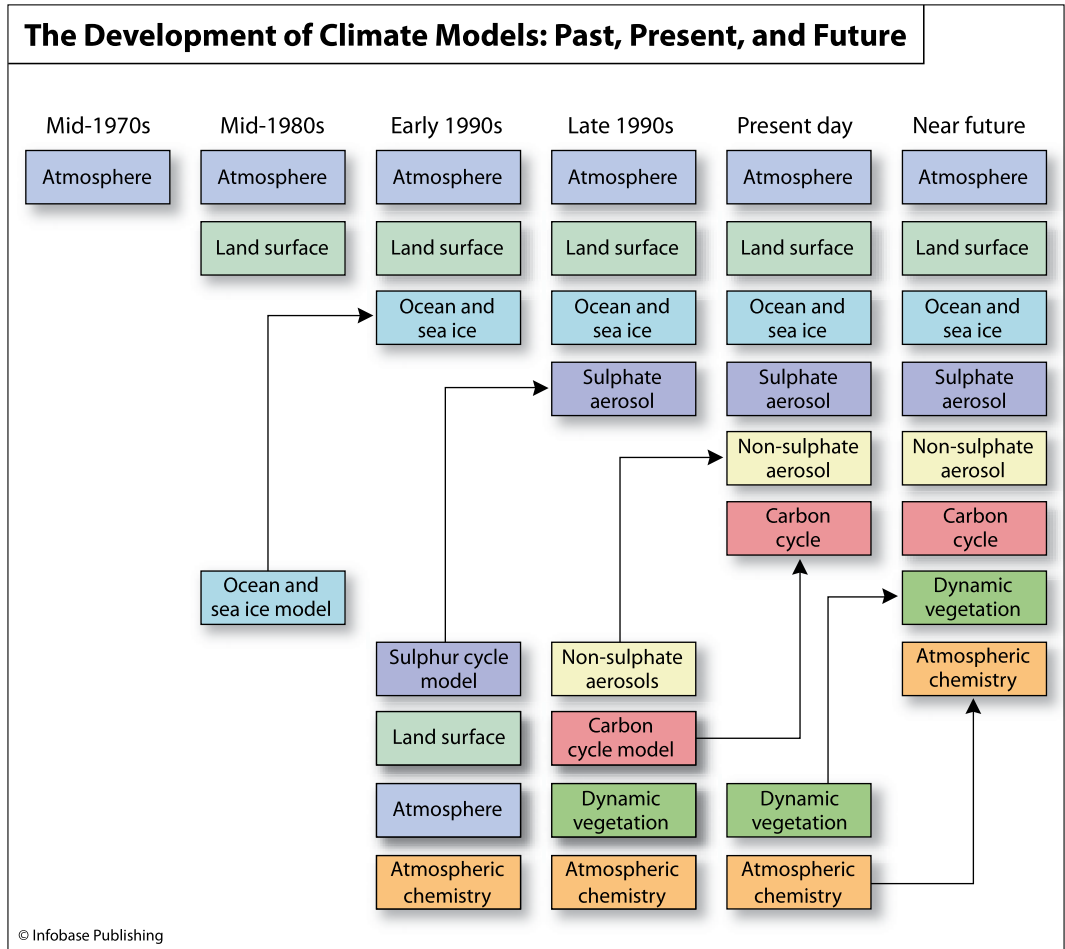 The Development of Climate Models: Past, Present, and Future
Mid-1970s
Mid-1980s
Early 1990s
Late 1990s
Present day
Near future
Atmosphere
Atmosphere
Atmosphere
Atmosphere
Atmosphere
Atmosphere
Land surface
Land surface
Land surface
Land surface
Land surface
Ocean and
sea ice
Ocean and
sea ice
Ocean and
sea ice
Ocean and
sea ice
Sulphate
aerosol
Sulphate
aerosol
Sulphate
aerosol
Non-sulphate
aerosol
Non-sulphate
aerosol
Carbon
cycle
Carbon
cycle
Ocean and
sea ice model
Dynamic
vegetation
Sulphur cycle
model
Non-sulphate
aerosols
Atmospheric
chemistry
Land surface
Carbon
cycle model
Atmosphere
Dynamic
vegetation
Dynamic
vegetation
Atmospheric
chemistry
Atmospheric
chemistry
Atmospheric
chemistry
© Infobase Publishing